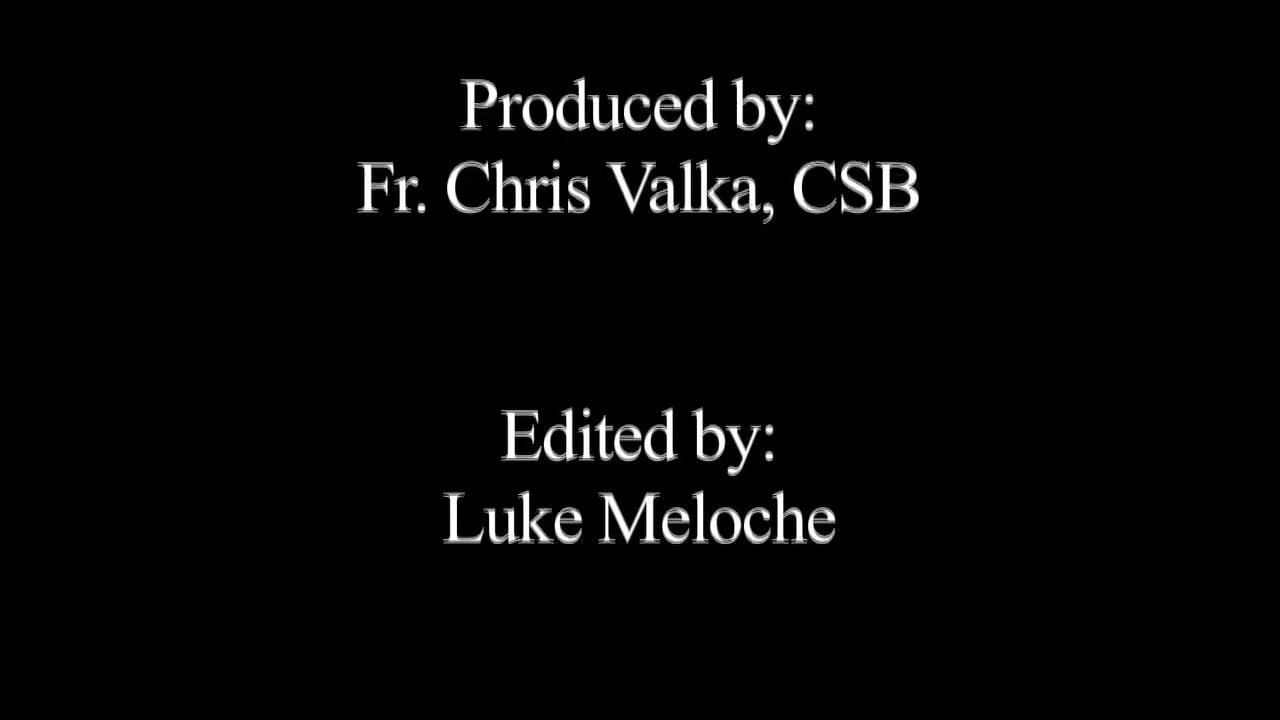 Produced by:
Fr. Chris Valka, CSB
Edited by:
Luke Meloche